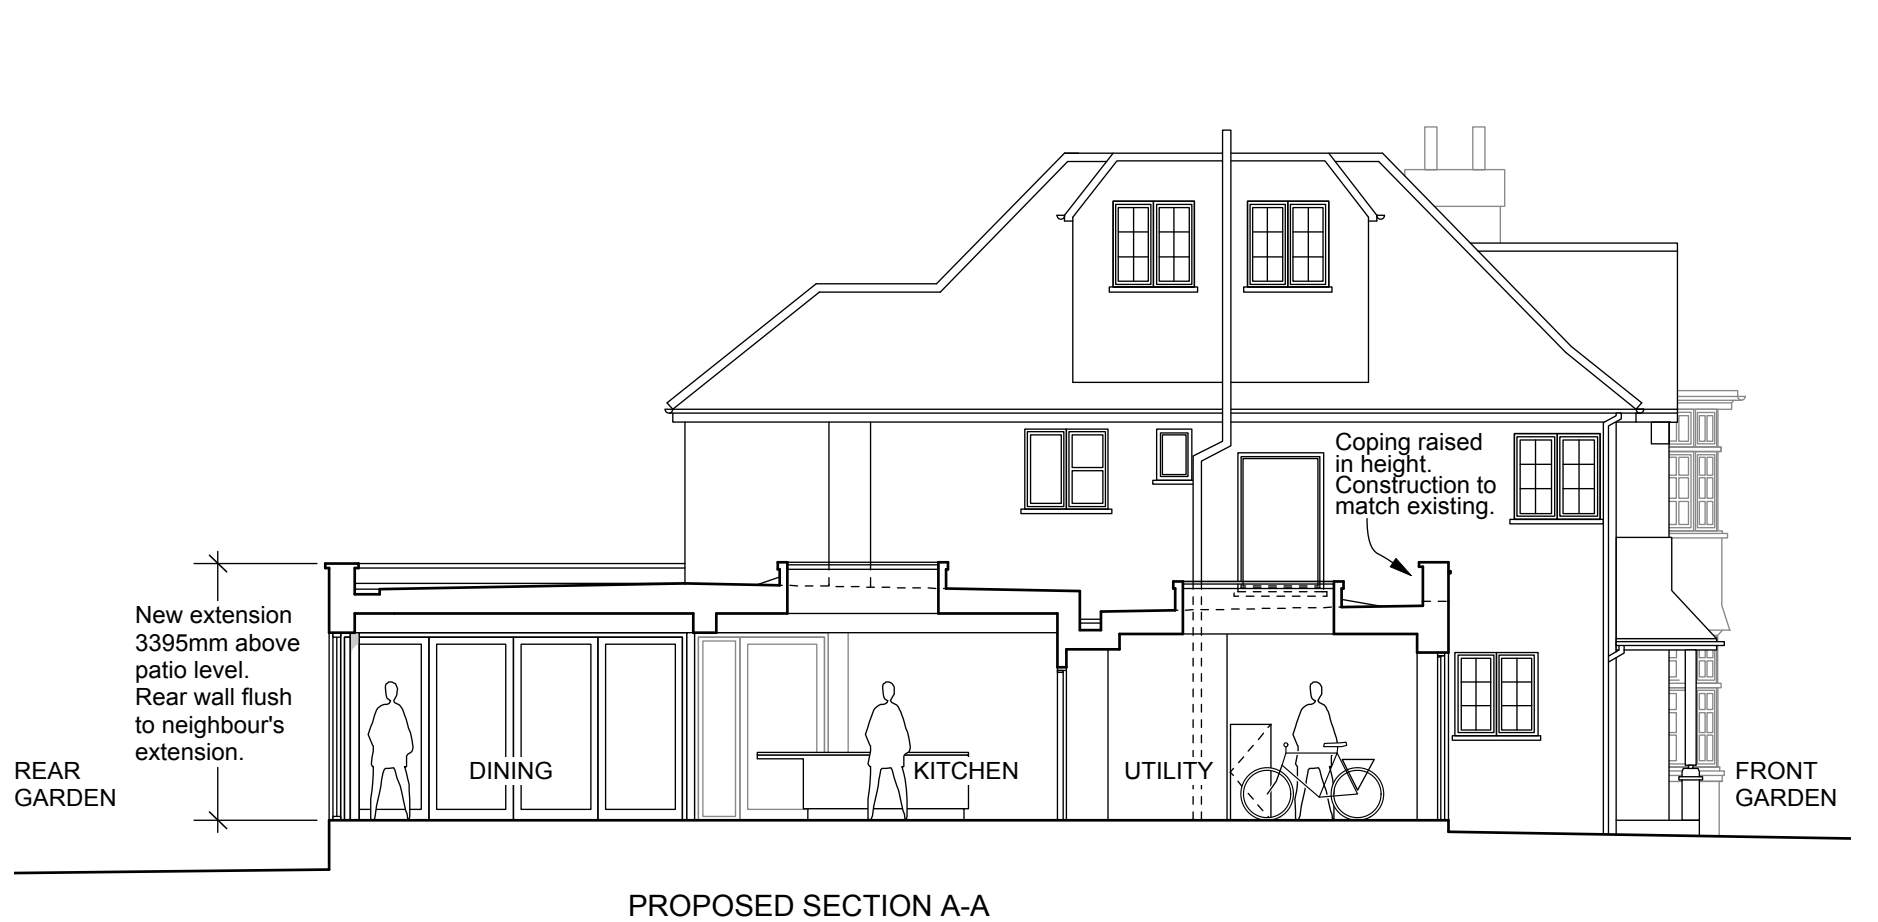 Coping raised
in height.
Construction to
match existing.
New extension
3395mm above
patio level.
Rear wall flush
to neighbour's
extension.
REAR
GARDEN
DINING
KITCHEN
UTILITY
FRONT
GARDEN
PROPOSED SECTION A-A